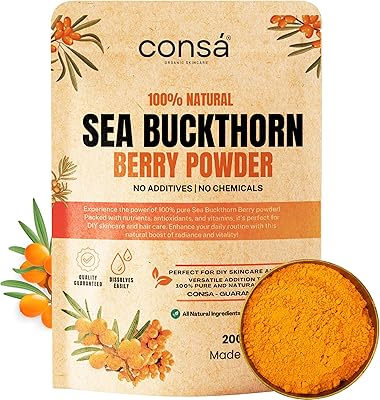 consá®
ORGANIC SKINCARE
100% NATURAL
SEA BUCKTHORN
BERRY POWDER
NO ADDITIVES | NO CHEMICALS
Experience the power of 100% pure Sea Buckthorn Berry powder!
Packed with nutrients, antioxidants, and vitamins, it's perfect for
DIY skincare and hair care. Enhance your daily routine with this
natural boost of radiance and vitality!
QUALITY
GUARANTEED
DISSOLVES
EASILY
PERFECT FOR DIY SKINCARE
VERSATILE ADDITION
100% PURE AND NATURAL
CONSA -
All Natural Ingredients
Made